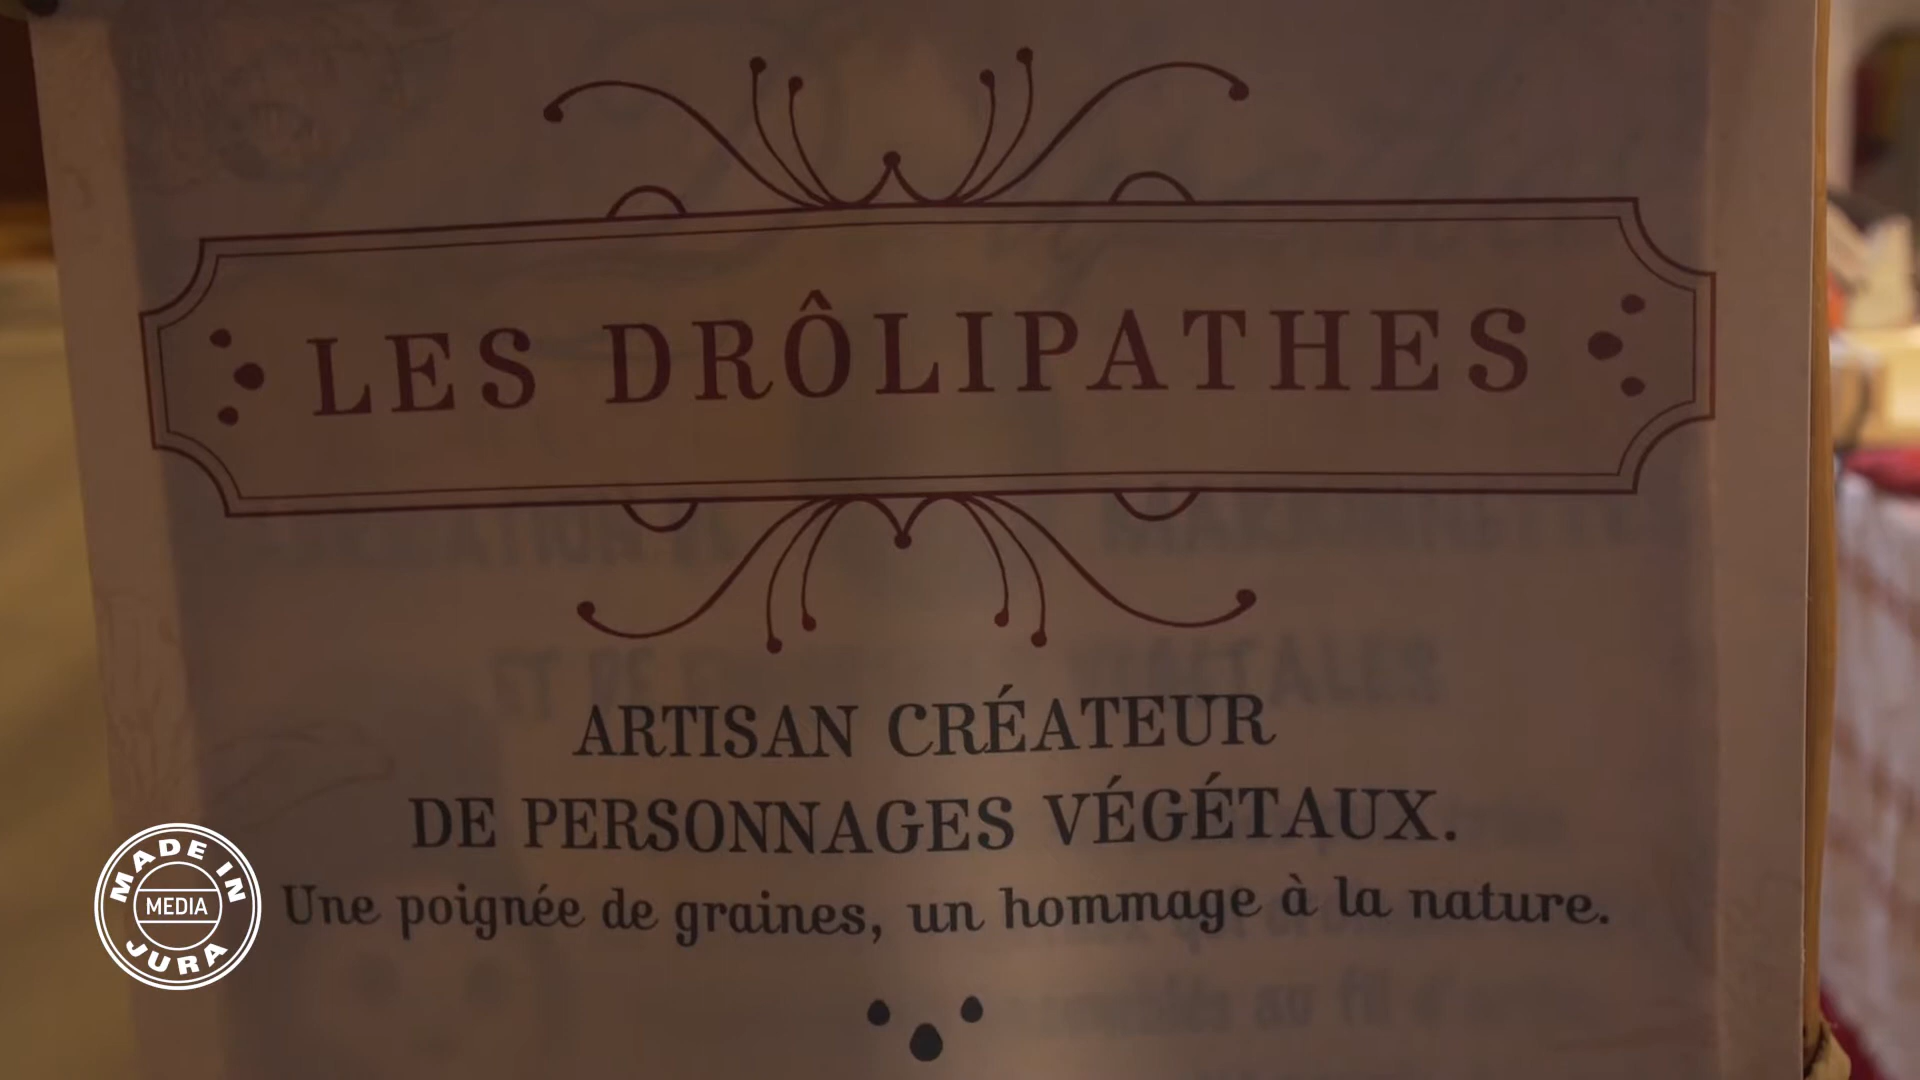 LES DRÔLIPATHES
ARTISAN CRÉATEUR
DE PERSONNAGES VÉGÉTAUX.
Une poignée de graines, un hommage à la nature.
MADE IN
MEDIA
JURA